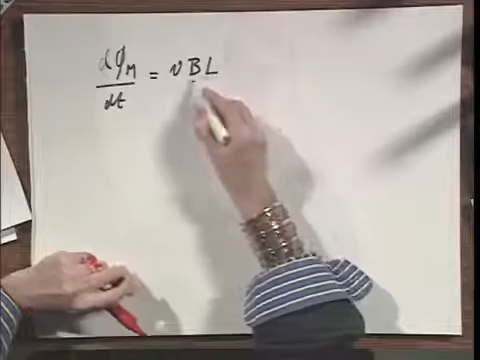 dφ_M/dt = vBL